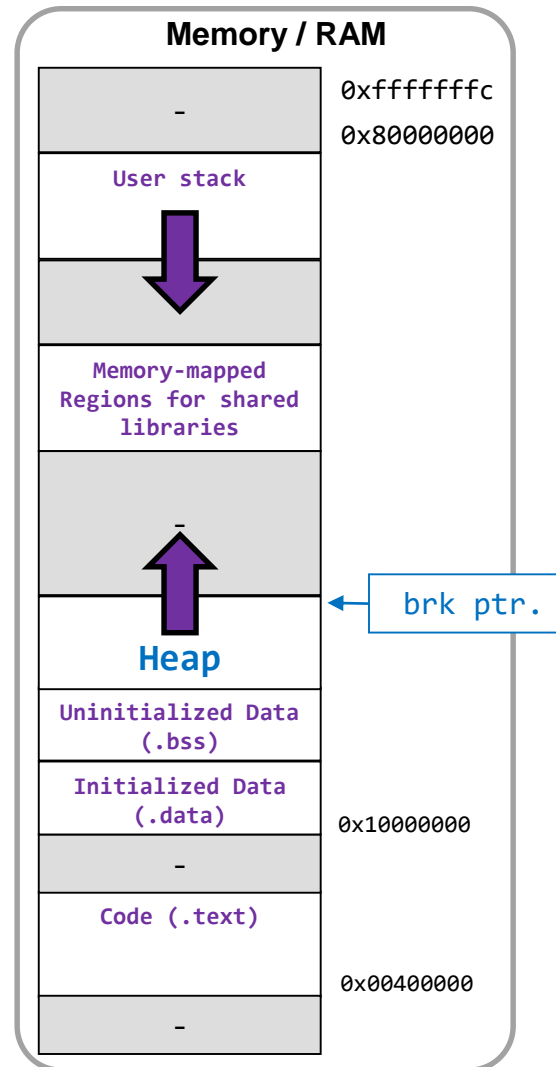 Memory / RAM
0xfffffffc
-
0x80000000
User stack
Memory-mapped
Regions for shared
libraries
-
brk ptr.
Heap
Uninitialized Data
(.bss)
Initialized Data
(.data)
0x10000000
-
Code (.text)
0x00400000
-